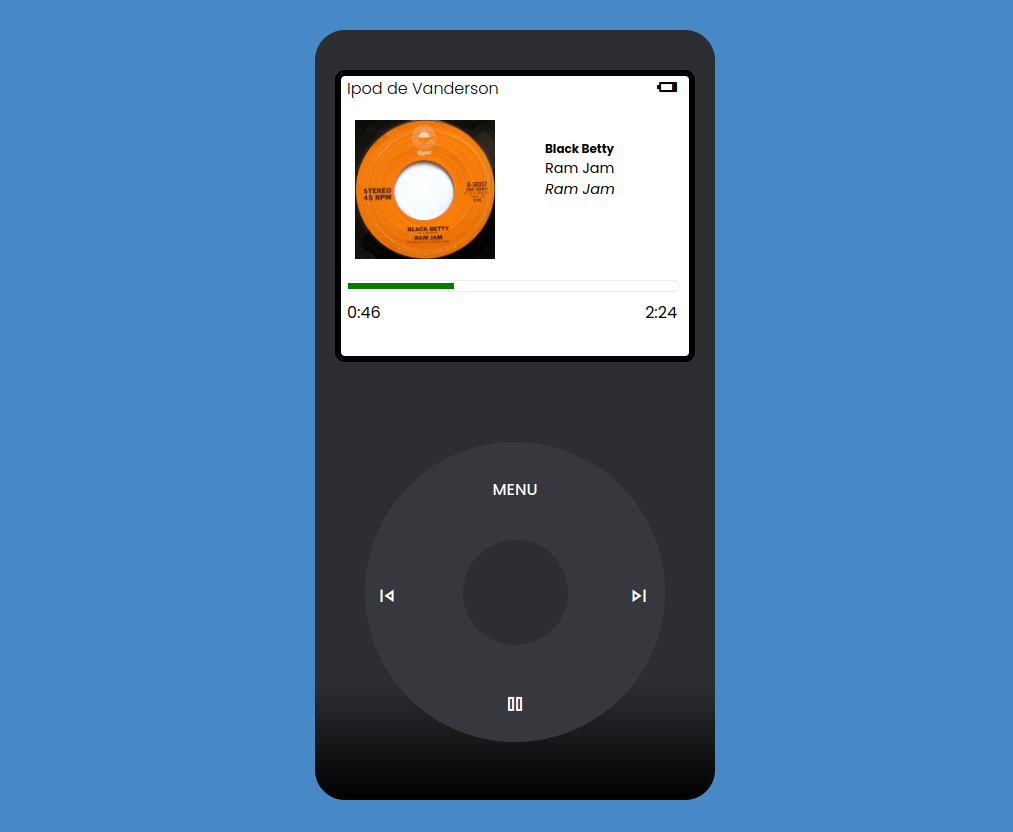 Ipod de Vanderson
Epic
STEREO
45 RPM
BLACK BETTY
RAM JAM
Black Betty
Ram Jam
Ram Jam
0:46
2:24
MENU